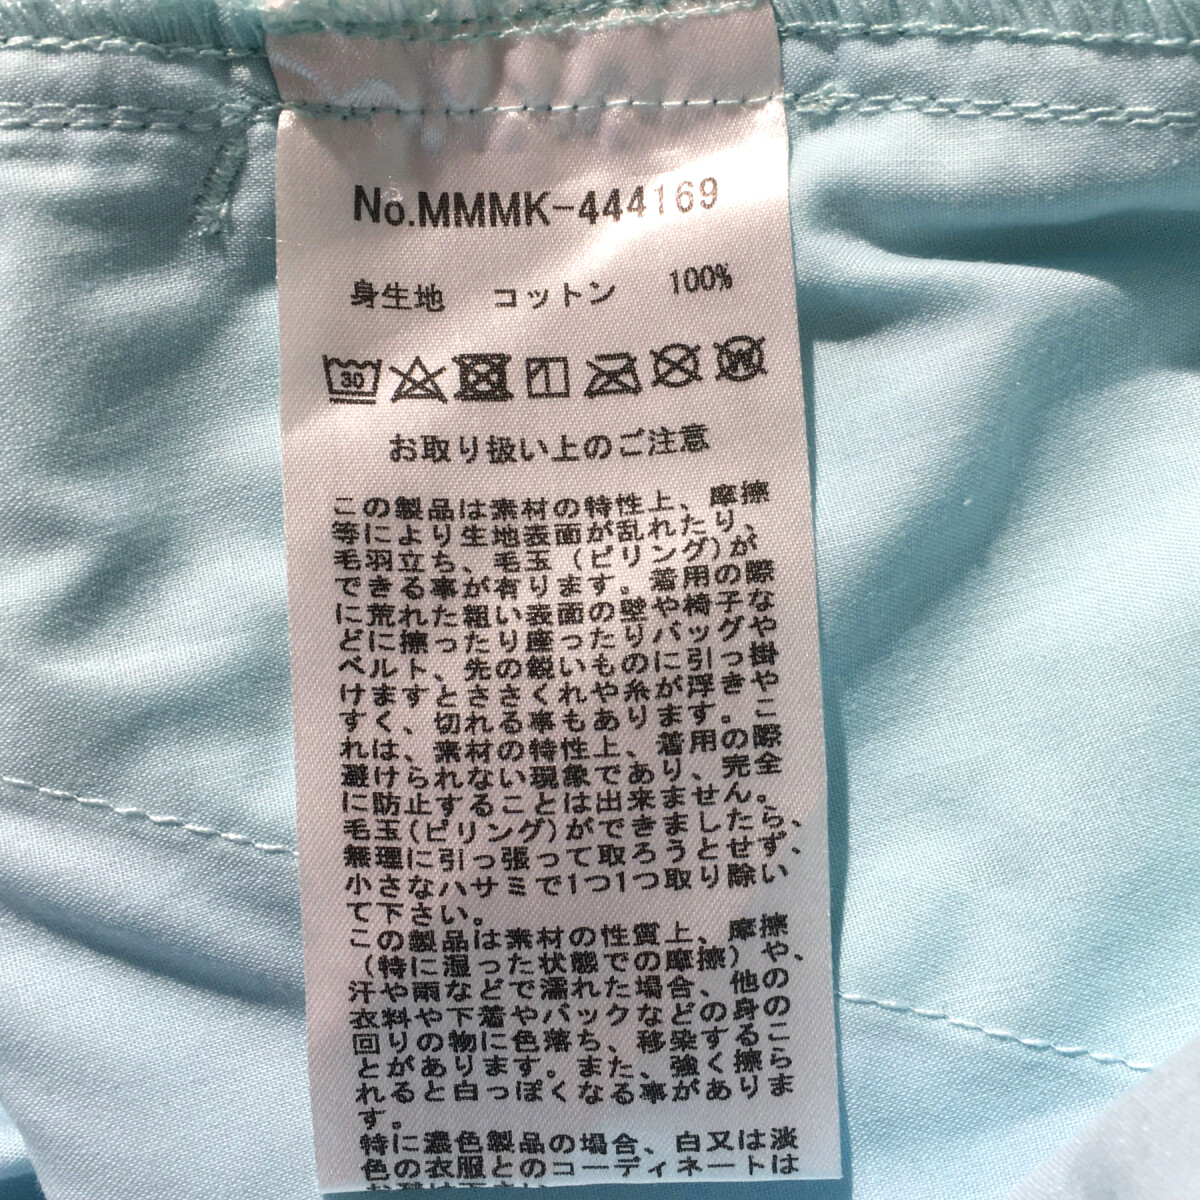 No.MMMK-444169
身生地 コットン 100%
30 W
お取り扱い上のご注意
この製品は素材の特性上、摩擦
等により生地表面が乱れたり、
毛羽立ち、毛玉(ピリング)が
できる事が有ります。着用の際
に荒れた粗い表面の壁や椅子な
どに擦ったり座ったりバッグや
ベルト、先の鋭いものに引っ掛
けますとささくれや糸が浮きや
すく、切れる事もあります。こ
れは、素材の特性上、着用の際
避けられない現象であり、完全
に防止することは出来ません。
毛玉(ピリング)ができましたら、
無理に引っ張って取ろうとせず、
小さなハサミで1つ1つ取り除い
て下さい。
この製品は素材の性質上、摩擦
(特に湿った状態での摩擦)や、
汗や雨などで濡れた場合、他の
衣料や下着やバックなどの身の
回りの物に色落ち、移染するこ
とがあります。また、強く擦ら
れると白っぽくなる事がありま
す。
特に濃色製品の場合、白又は淡
色の衣服とのコーディネートは